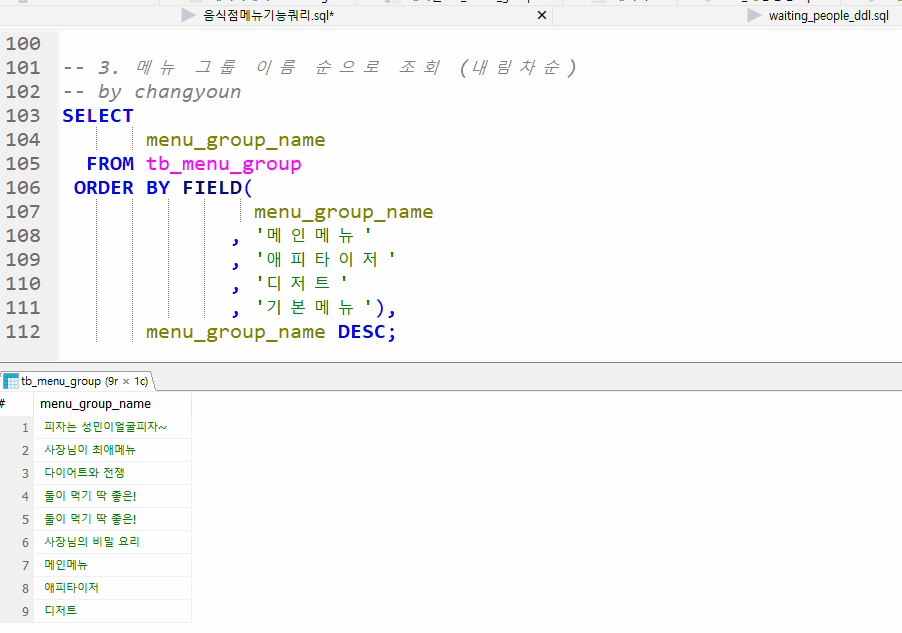 음식점메뉴기능쿼리.sql*
waiting_people_ddl.sql
100
101 -- 3. 메뉴 그룹 이름 순으로 조회 (내림차순)
102 -- by changyoun
103 SELECT
104 menu_group_name
105 FROM tb_menu_group
106 ORDER BY FIELD(
107 menu_group_name
108 , '메인메뉴'
109 , '애피타이저'
110 , '디저트'
111 , '기본메뉴'),
112 menu_group_name DESC;
tb_menu_group (9r × 1c)
# menu_group_name
1 피자는 성민이얼굴피자~
2 사장님이 최애메뉴
3 다이어트와 전쟁
4 둘이 먹기 딱 좋은!
5 둘이 먹기 딱 좋은!
6 사장님의 비밀 요리
7 메인메뉴
8 애피타이저
9 디저트